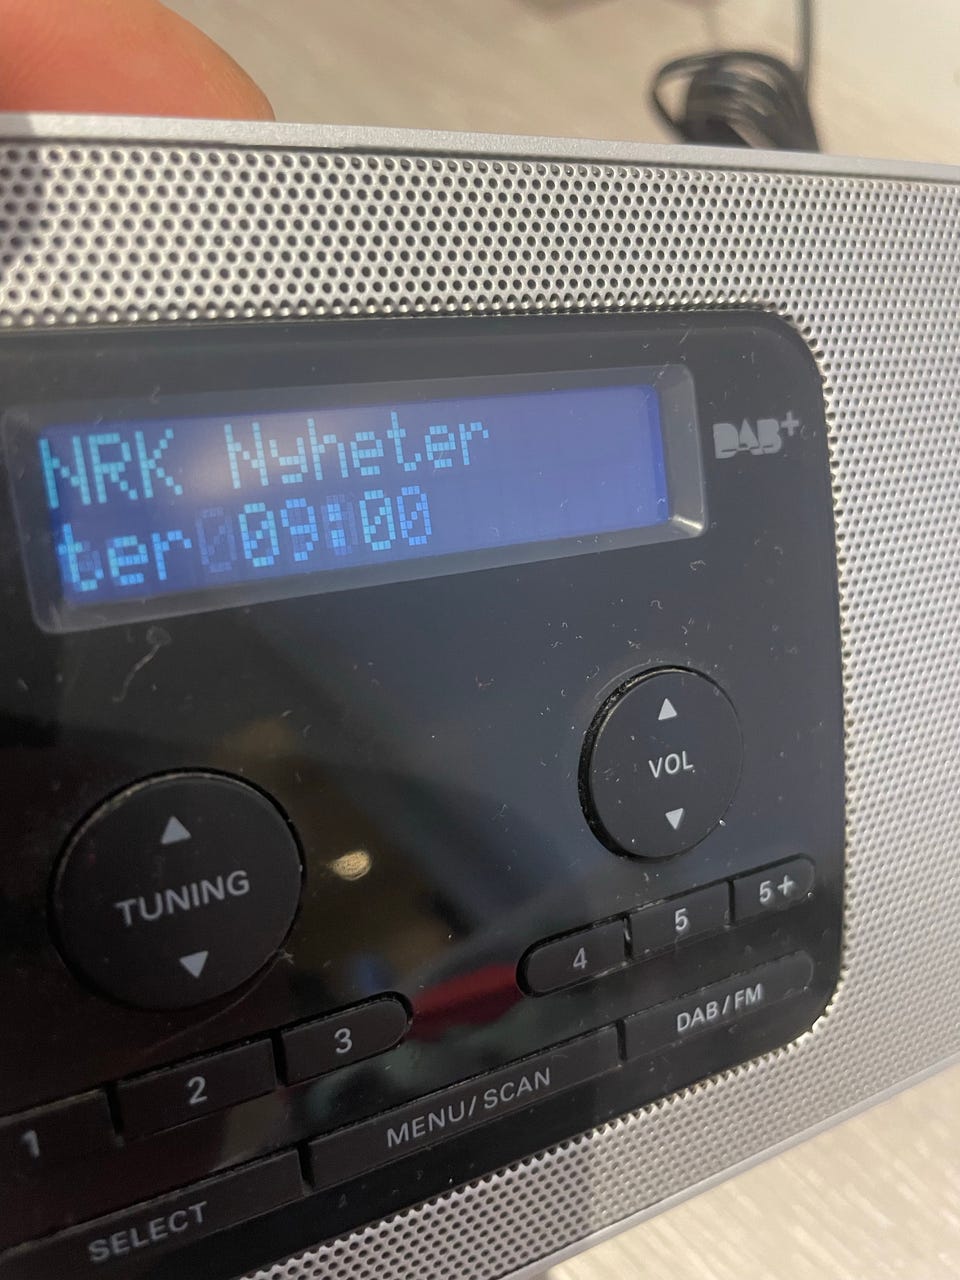 NRK Nyheter
ter 09:00
DAB+
VOL
TUNING
4 5 5+
DAB/FM
1 2 3
MENU/SCAN
SELECT